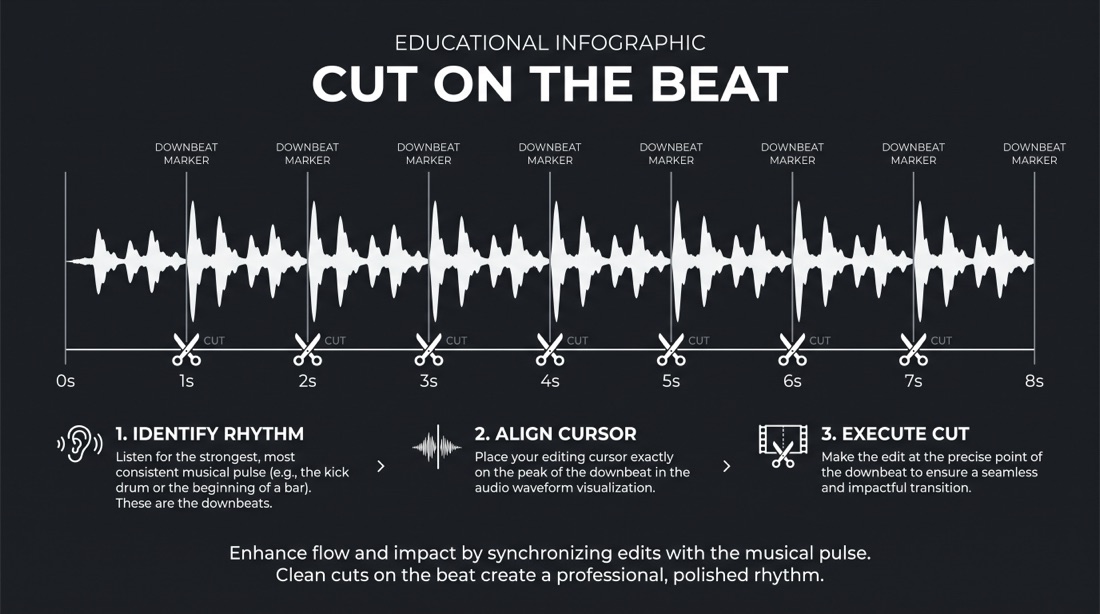 EDUCATIONAL INFOGRAPHIC
CUT ON THE BEAT
DOWNBEAT
MARKER
DOWNBEAT
MARKER
DOWNBEAT
MARKER
DOWNBEAT
MARKER
DOWNBEAT
MARKER
DOWNBEAT
MARKER
DOWNBEAT
MARKER
DOWNBEAT
MARKER
CUT
CUT
CUT
CUT
CUT
CUT
CUT
0s
1s
2s
3s
4s
5s
6s
7s
8s
1. IDENTIFY RHYTHM
Listen for the strongest, most
consistent musical pulse (e.g., the kick
drum or the beginning of a bar).
These are the downbeats.
2. ALIGN CURSOR
Place your editing cursor exactly
on the peak of the downbeat in the
audio waveform visualization.
3. EXECUTE CUT
Make the edit at the precise point of
the downbeat to ensure a seamless
and impactful transition.
Enhance flow and impact by synchronizing edits with the musical pulse.
Clean cuts on the beat create a professional, polished rhythm.